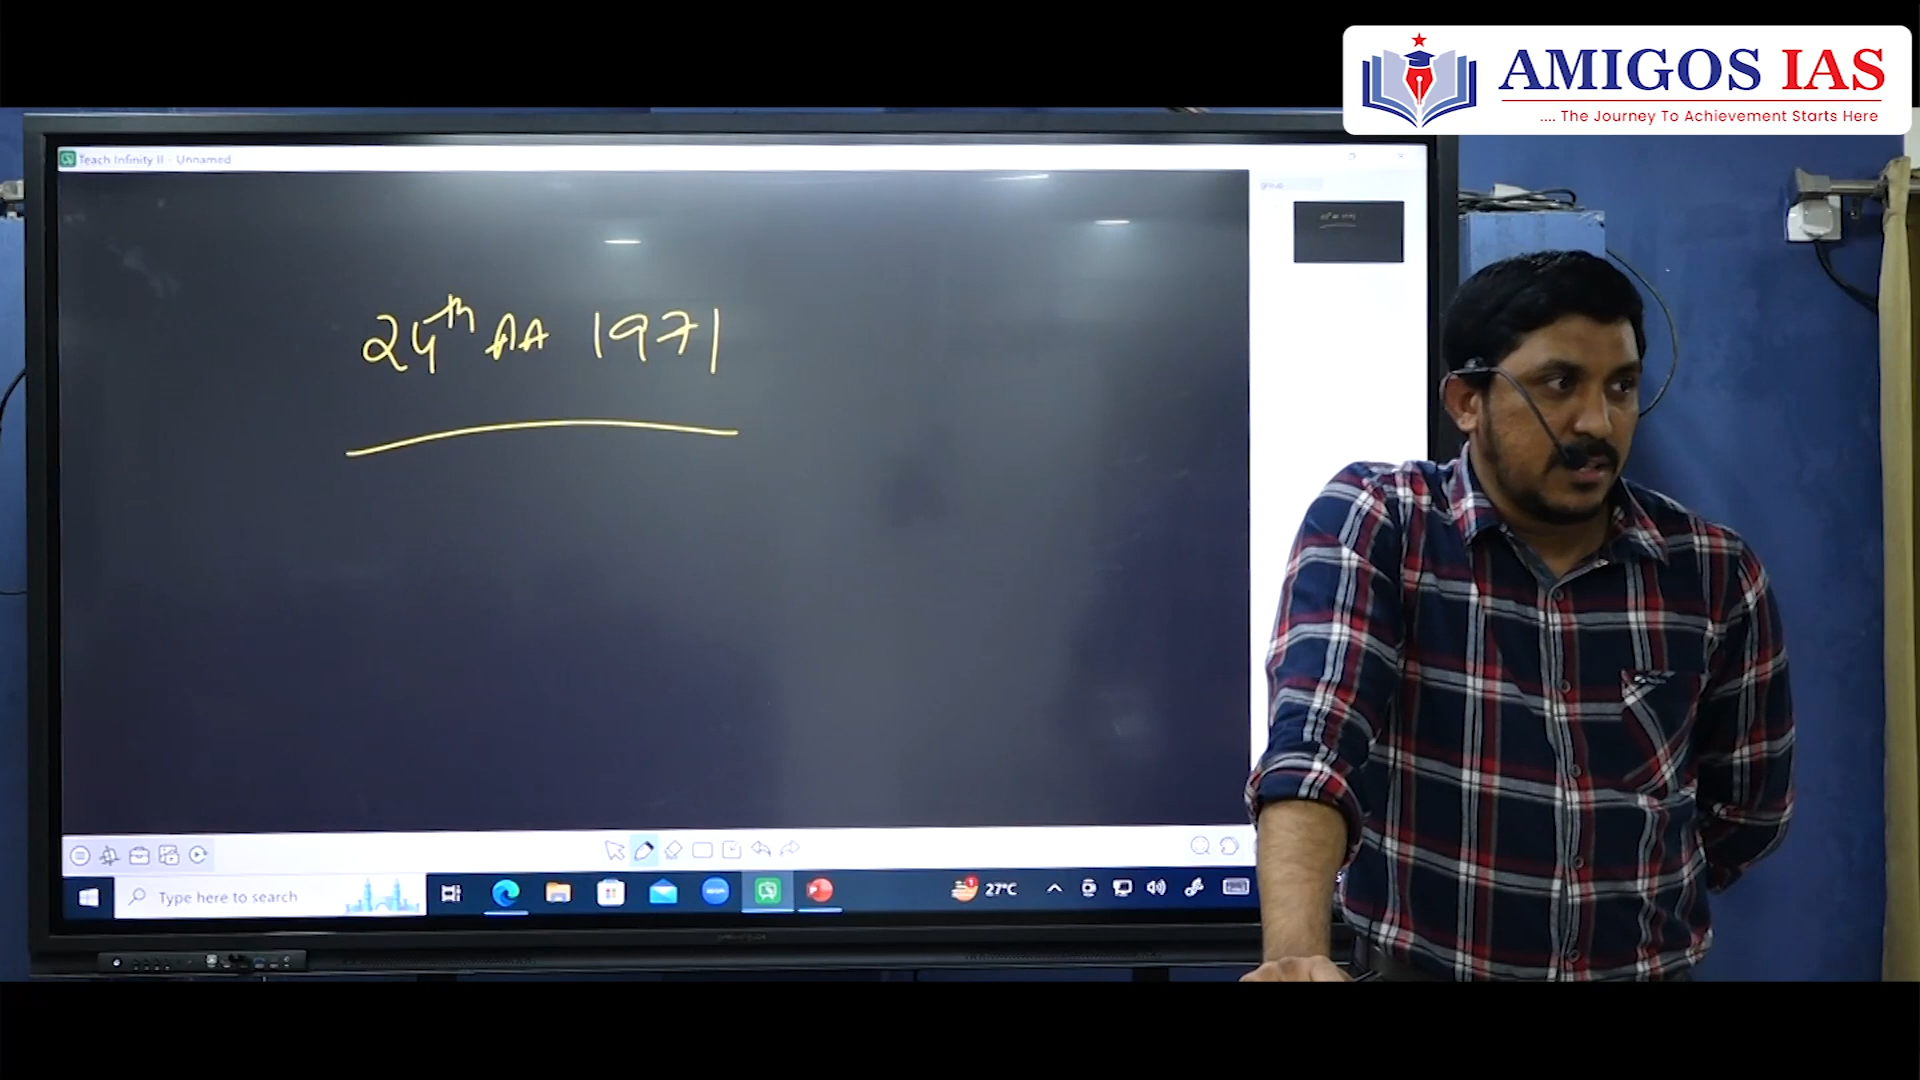 AMIGOS IAS
.... The Journey To Achievement Starts Here
Teach Infinity II - Unnamed
group
24th AA 1971
Type here to search
27°C